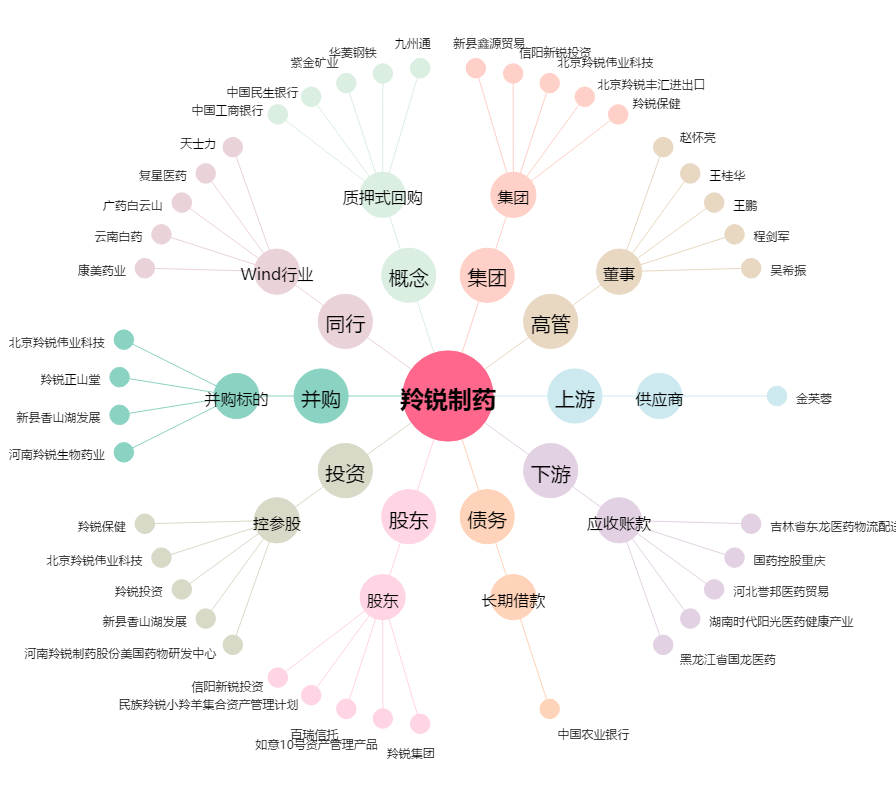 九州通
新县鑫源贸易
华菱钢铁
信阳新锐投资
紫金矿业
北京羚锐伟业科技
中国民生银行
北京羚锐丰汇进出口
中国工商银行
羚锐保健
天士力
赵怀亮
复星医药
王桂华
质押式回购
集团
广药白云山
王鹏
云南白药
程剑军
康美药业
Wind行业
概念
集团
董事
吴希振
同行
高管
北京羚锐伟业科技
羚锐正山堂
并购标的
并购
羚锐制药
上游
供应商
金芙蓉
新县香山湖发展
河南羚锐生物药业
投资
下游
羚锐保健
控参股
股东
债务
应收账款
吉林省东龙医药物流配送
北京羚锐伟业科技
国药控股重庆
羚锐投资
河北誉邦医药贸易
股东
长期借款
新县香山湖发展
湖南时代阳光医药健康产业
河南羚锐制药股份美国药物研发中心
黑龙江省国龙医药
信阳新锐投资
民族羚锐小羚羊集合资产管理计划
百瑞信托
中国农业银行
如意10号资产管理产品
羚锐集团